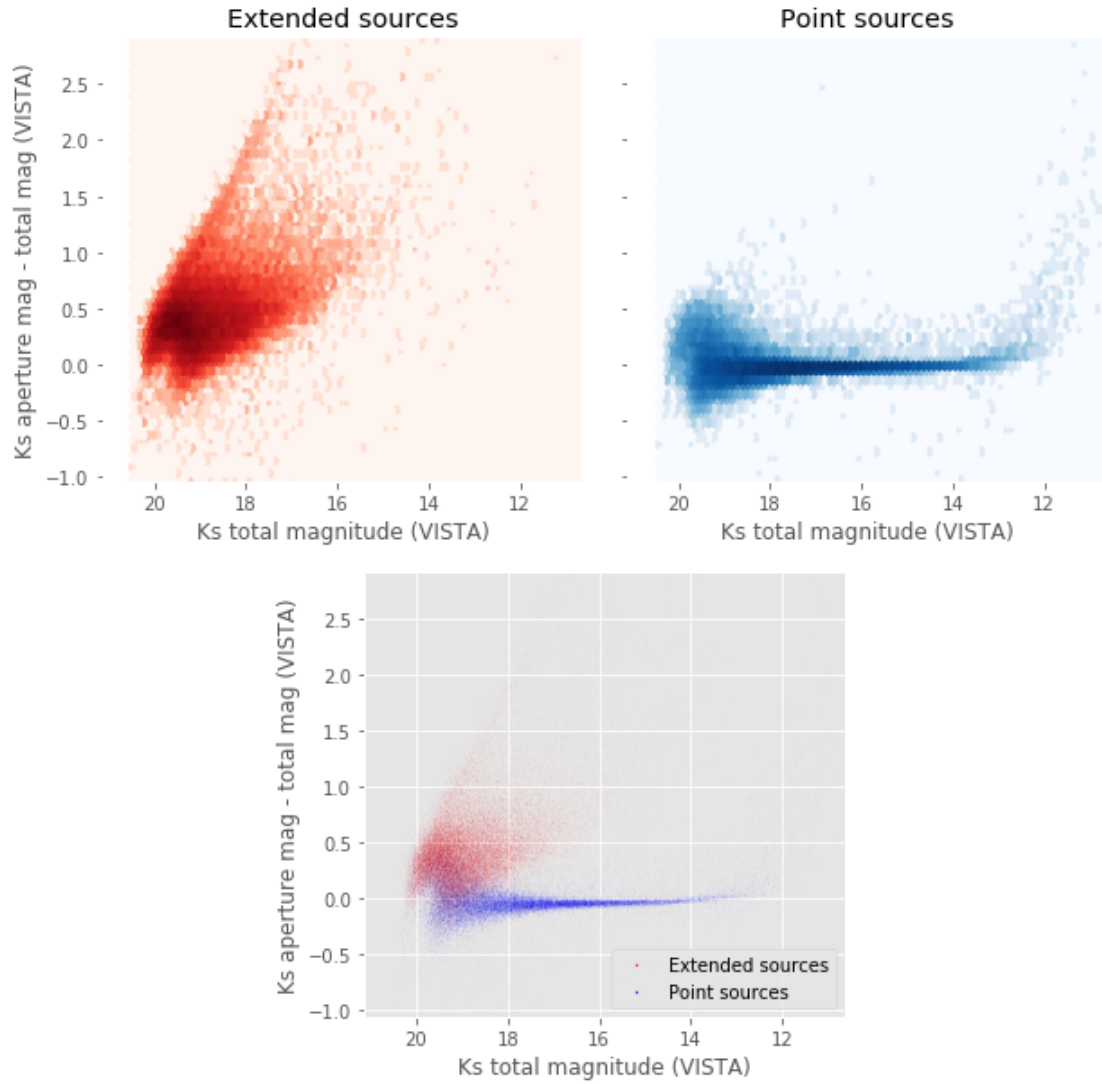 Extended sources
Point sources
Ks aperture mag - total mag (VISTA)
2.5
2.0
1.5
1.0
0.5
0.0
−0.5
−1.0
20 18 16 14 12
Ks total magnitude (VISTA)
20 18 16 14 12
Ks total magnitude (VISTA)
Ks aperture mag - total mag (VISTA)
2.5
2.0
1.5
1.0
0.5
0.0
−0.5
−1.0
Extended sources
Point sources
20 18 16 14 12
Ks total magnitude (VISTA)